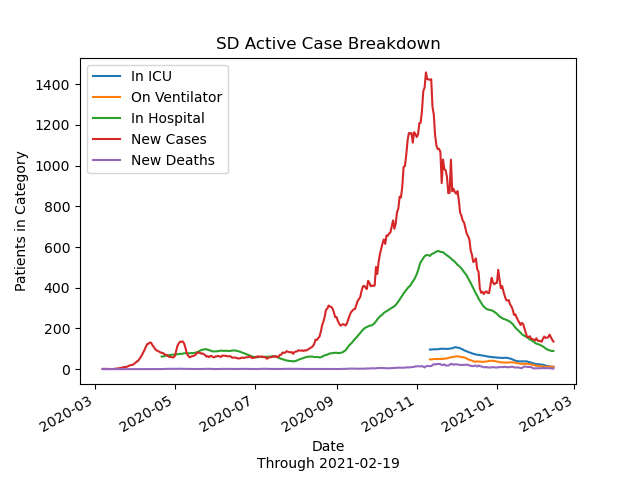 SD Active Case Breakdown
In ICU
On Ventilator
In Hospital
New Cases
New Deaths
Patients in Category
1400
1200
1000
800
600
400
200
0
2020-03
2020-05
2020-07
2020-09
2020-11
2021-01
2021-03
Date
Through 2021-02-19